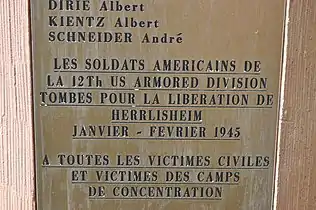 DIRIE Albert
KIENTZ Albert
SCHNEIDER André
LES SOLDATS AMERICAINS DE
LA 12Th US ARMORED DIVISION
TOMBES POUR LA LIBERATION DE
HERRLISHEIM
JANVIER - FEVRIER 1945
A TOUTES LES VICTIMES CIVILES
ET VICTIMES DES CAMPS
DE CONCENTRATION